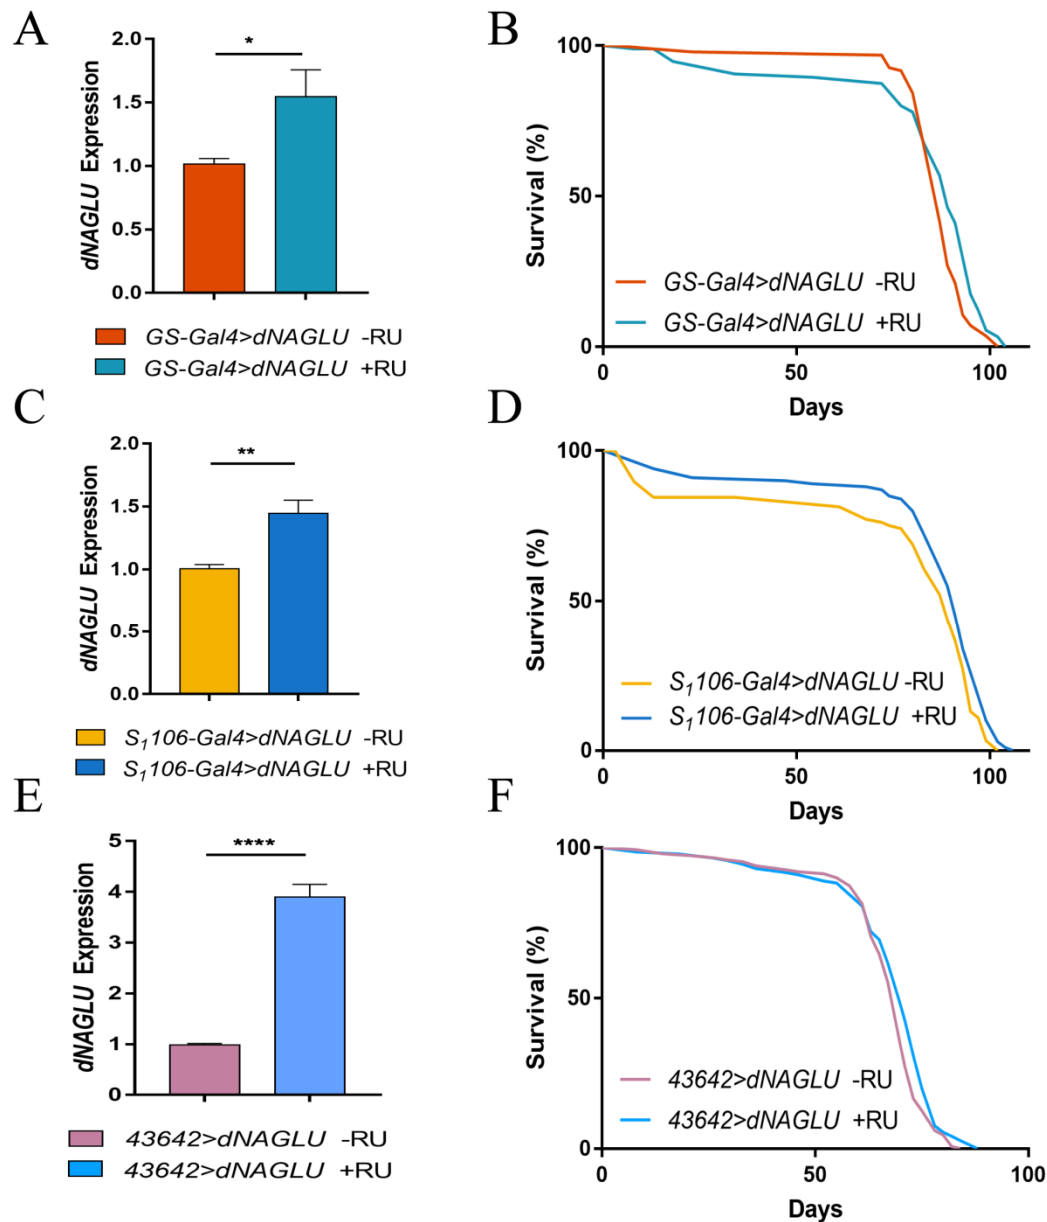 A
dNAGLU Expression
2.0
1.5
1.0
0.5
0.0
*
GS-Gal4>dNAGLU -RU
GS-Gal4>dNAGLU +RU
B
Survival (%)
100
50
0
GS-Gal4>dNAGLU -RU
GS-Gal4>dNAGLU +RU
0 50 100
Days
C
dNAGLU Expression
2.0
1.5
1.0
0.5
0.0
**
S₁106-Gal4>dNAGLU -RU
S₁106-Gal4>dNAGLU +RU
D
Survival (%)
100
50
0
S₁106-Gal4>dNAGLU -RU
S₁106-Gal4>dNAGLU +RU
0 50 100
Days
E
dNAGLU Expression
5
4
3
2
1
0
****
43642>dNAGLU -RU
43642>dNAGLU +RU
F
Survival (%)
100
50
0
43642>dNAGLU -RU
43642>dNAGLU +RU
0 50 100
Days